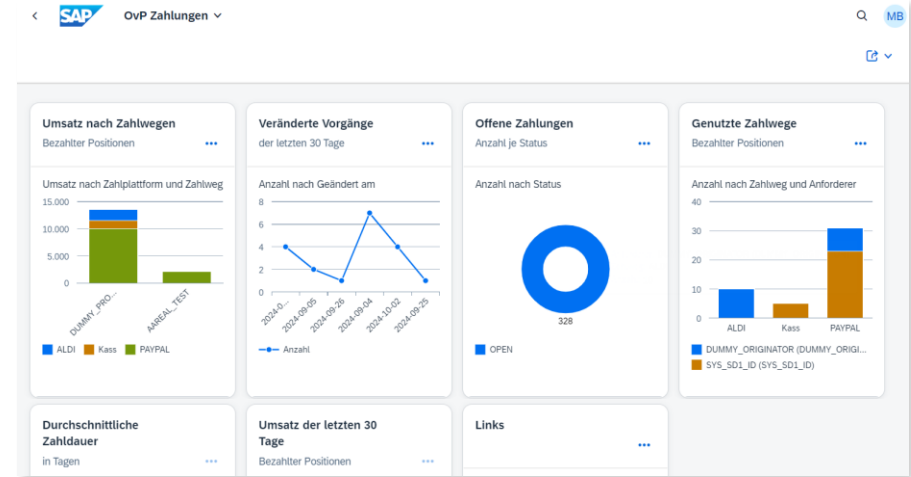 SAP OvP Zahlungen
MB
Umsatz nach Zahlwegen
Bezahlter Positionen
Umsatz nach Zahlplattform und Zahlweg
15.000
10.000
5.000
0
DUMMY_PRO...
AAREAL_TEST
ALDI Kass PAYPAL
Veränderte Vorgänge
der letzten 30 Tage
Anzahl nach Geändert am
8
6
4
2
0
2024-0...
2024-09-05
2024-09-26
2024-09-04
2024-10-02
2024-09-25
Anzahl
Offene Zahlungen
Anzahl je Status
Anzahl nach Status
328
OPEN
Genutzte Zahlwege
Bezahlter Positionen
Anzahl nach Zahlweg und Anforderer
40
30
20
10
0
ALDI Kass PAYPAL
DUMMY_ORIGINATOR (DUMMY_ORIGI...
SYS_SD1_ID (SYS_SD1_ID)
Durchschnittliche
Zahldauer
in Tagen
Umsatz der letzten 30
Tage
Bezahlter Positionen
Links